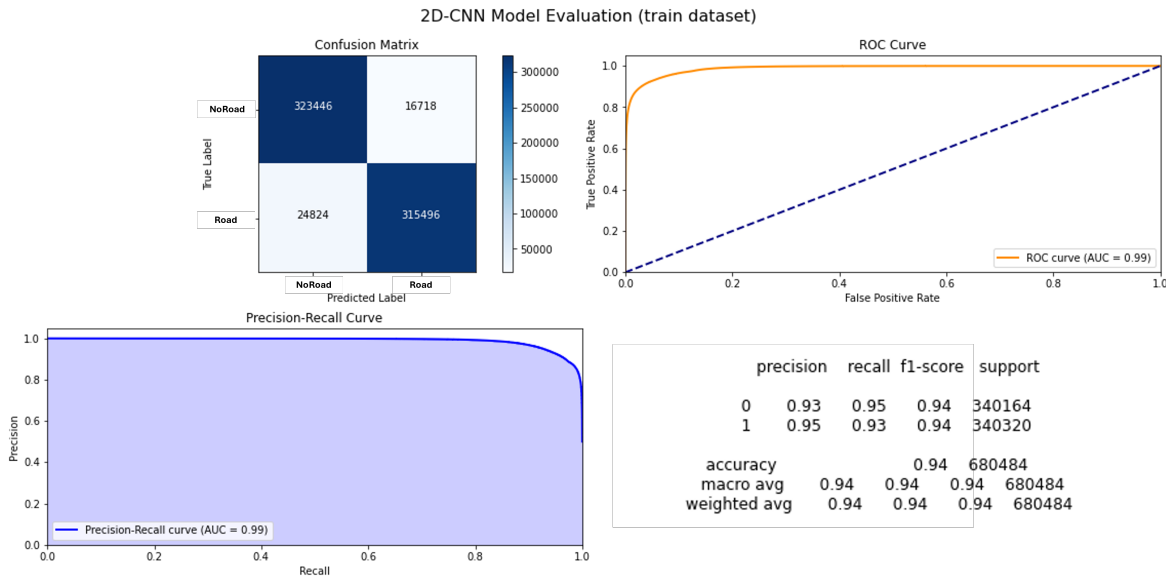 2D-CNN Model Evaluation (train dataset)
Confusion Matrix
NoRoad
Road
True Label
323446 16718
24824 315496
NoRoad Road
Predicted Label
300000
250000
200000
150000
100000
50000
ROC Curve
True Positive Rate
1.0
0.8
0.6
0.4
0.2
0.0
0.0 0.2 0.4 0.6 0.8 1.0
False Positive Rate
ROC curve (AUC = 0.99)
Precision-Recall Curve
Precision
1.0
0.8
0.6
0.4
0.2
0.0
0.0 0.2 0.4 0.6 0.8 1.0
Recall
Precision-Recall curve (AUC = 0.99)
precision recall f1-score support
0 0.93 0.95 0.94 340164
1 0.95 0.93 0.94 340320
accuracy 0.94 680484
macro avg 0.94 0.94 0.94 680484
weighted avg 0.94 0.94 0.94 680484